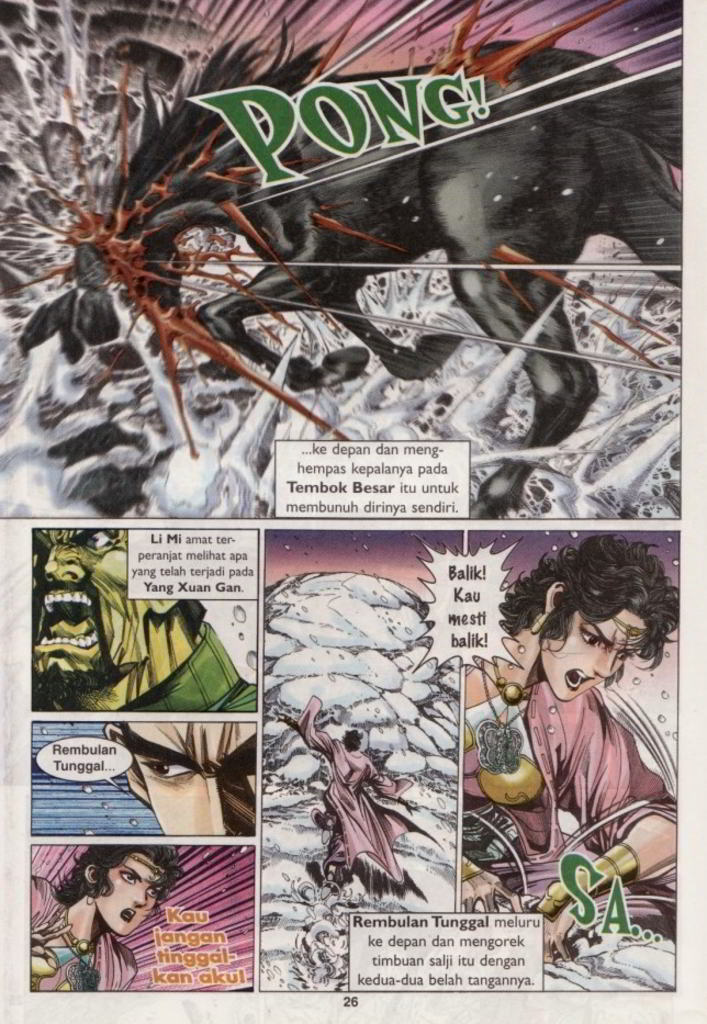 PONG!
...ke depan dan meng-
hempas kepalanya pada
Tembok Besar itu untuk
membunuh dirinya sendiri.
Li Mi amat ter-
peranjat melihat apa
yang telah terjadi pada
Yang Xuan Gan.
Rembulan
Tunggal...
Kau
jangan
tinggal-
kan aku!
Balik!
Kau
mesti
balik!
SA...
Rembulan Tunggal meluru
ke depan dan mengorek
timbuan salji itu dengan
kedua-dua belah tangannya.
26